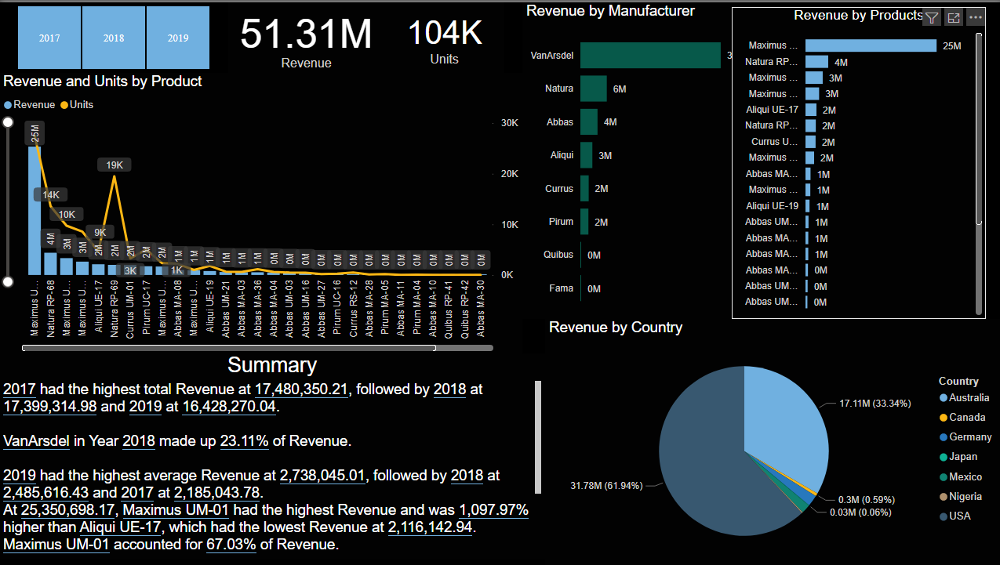 2017
2018
2019
51.31M
Revenue
104K
Units
Revenue and Units by Product
Revenue Units
30K
20K
10K
0K
25M
14K
10K
9K
19K
3K
1K
4M
3M
3M
2M
2M
2M
2M
2M
1M
1M
1M
1M
1M
1M
0M
0M
0M
0M
0M
0M
0M
0M
0M
0M
0M
0M
0M
0M
Maximus U...
Natura RP-68
Maximus U...
Maximus U...
Aliqui UE-17
Natura RP-69
Currus UM-01
Pirum UC-17
Maximus U...
Abbas MA-08
Maximus U...
Aliqui UE-19
Abbas UM-21
Abbas MA-03
Abbas MA-36
Abbas MA-04
Abbas UM-03
Abbas UM-16
Abbas UM-27
Pirum UC-16
Currus RS-12
Abbas MA-28
Pirum MA-05
Abbas MA-11
Pirum MA-04
Abbas MA-10
Quibus RP-41
Quibus RP-42
Abbas MA-30
Summary
2017 had the highest total Revenue at 17,480,350.21, followed by 2018 at
17,399,314.98 and 2019 at 16,428,270.04.
VanArsdel in Year 2018 made up 23.11% of Revenue.
2019 had the highest average Revenue at 2,738,045.01, followed by 2018 at
2,485,616.43 and 2017 at 2,185,043.78.
At 25,350,698.17, Maximus UM-01 had the highest Revenue and was 1,097.97%
higher than Aliqui UE-17, which had the lowest Revenue at 2,116,142.94.
Maximus UM-01 accounted for 67.03% of Revenue.
Revenue by Manufacturer
VanArsdel 3
Natura 6M
Abbas 4M
Aliqui 3M
Currus 2M
Pirum 2M
Quibus 0M
Fama 0M
Revenue by Products
Maximus ... 25M
Natura RP... 4M
Maximus ... 3M
Maximus ... 3M
Aliqui UE-17 2M
Natura RP... 2M
Currus U... 2M
Maximus ... 2M
Abbas MA... 1M
Maximus ... 1M
Aliqui UE-19 1M
Abbas UM... 1M
Abbas MA... 1M
Abbas MA... 1M
Abbas MA... 0M
Abbas UM... 0M
Abbas UM... 0M
Revenue by Country
17.11M (33.34%)
0.3M (0.59%)
0.03M (0.06%)
31.78M (61.94%)
Country
Australia
Canada
Germany
Japan
Mexico
Nigeria
USA